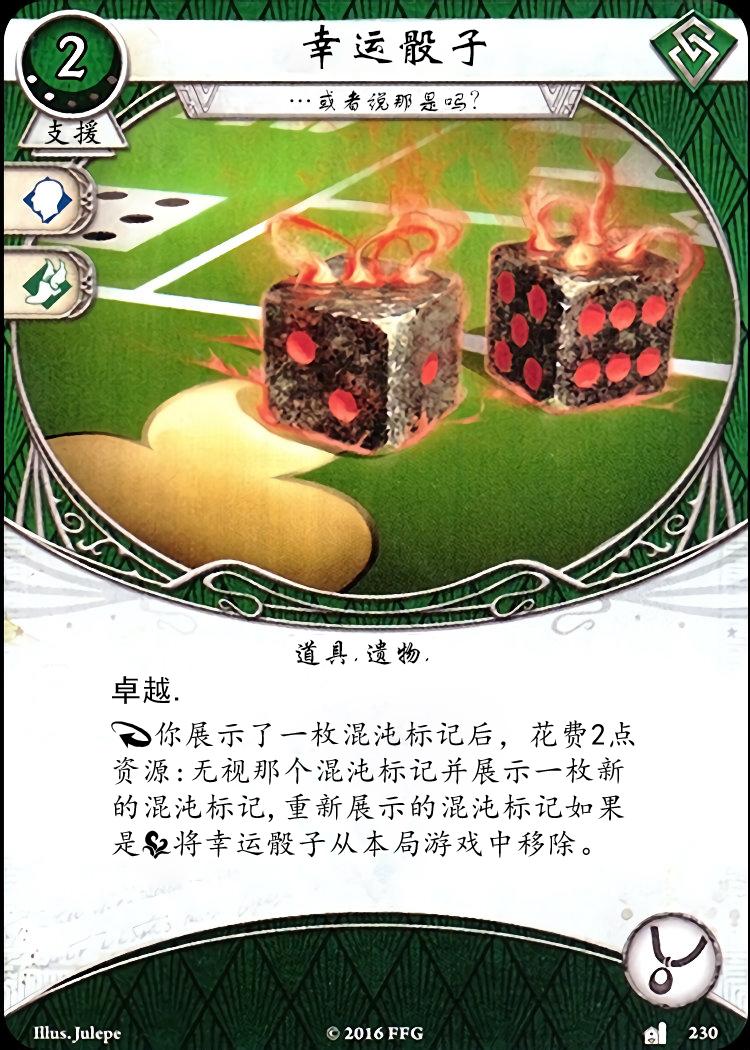 2
幸运骰子
…或者说那是吗？
支援
道具.遗物.
卓越.
你展示了一枚混沌标记后，花费2点
资源:无视那个混沌标记并展示一枚新
的混沌标记,重新展示的混沌标记如果
是将幸运骰子从本局游戏中移除。
Illus. Julepe
© 2016 FFG
230